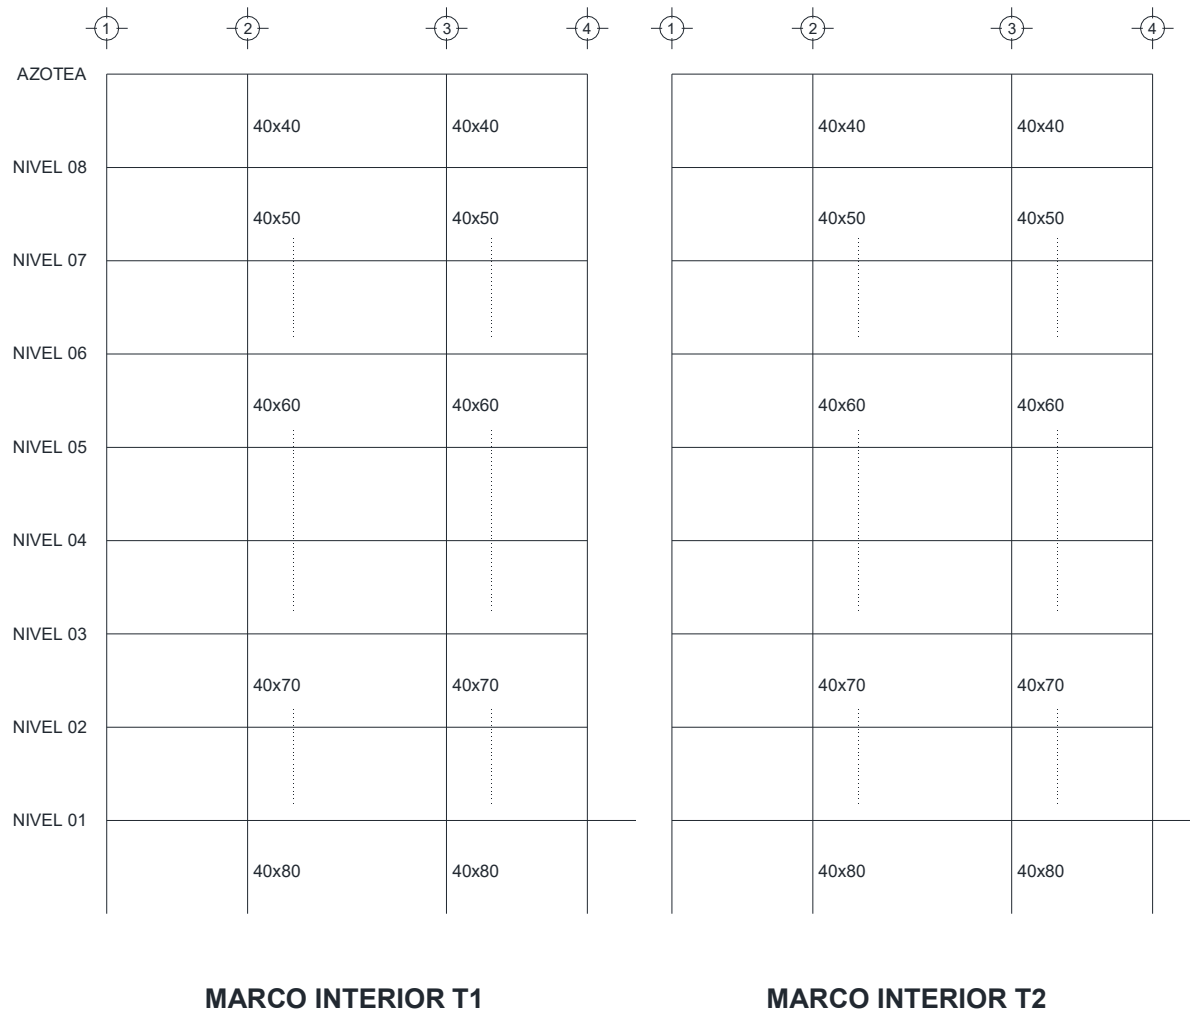 1 2 3 4 1 2 3 4
AZOTEA
40x40 40x40 40x40 40x40
NIVEL 08
40x50 40x50 40x50 40x50
NIVEL 07
NIVEL 06
40x60 40x60 40x60 40x60
NIVEL 05
NIVEL 04
NIVEL 03
40x70 40x70 40x70 40x70
NIVEL 02
NIVEL 01
40x80 40x80 40x80 40x80
MARCO INTERIOR T1 MARCO INTERIOR T2